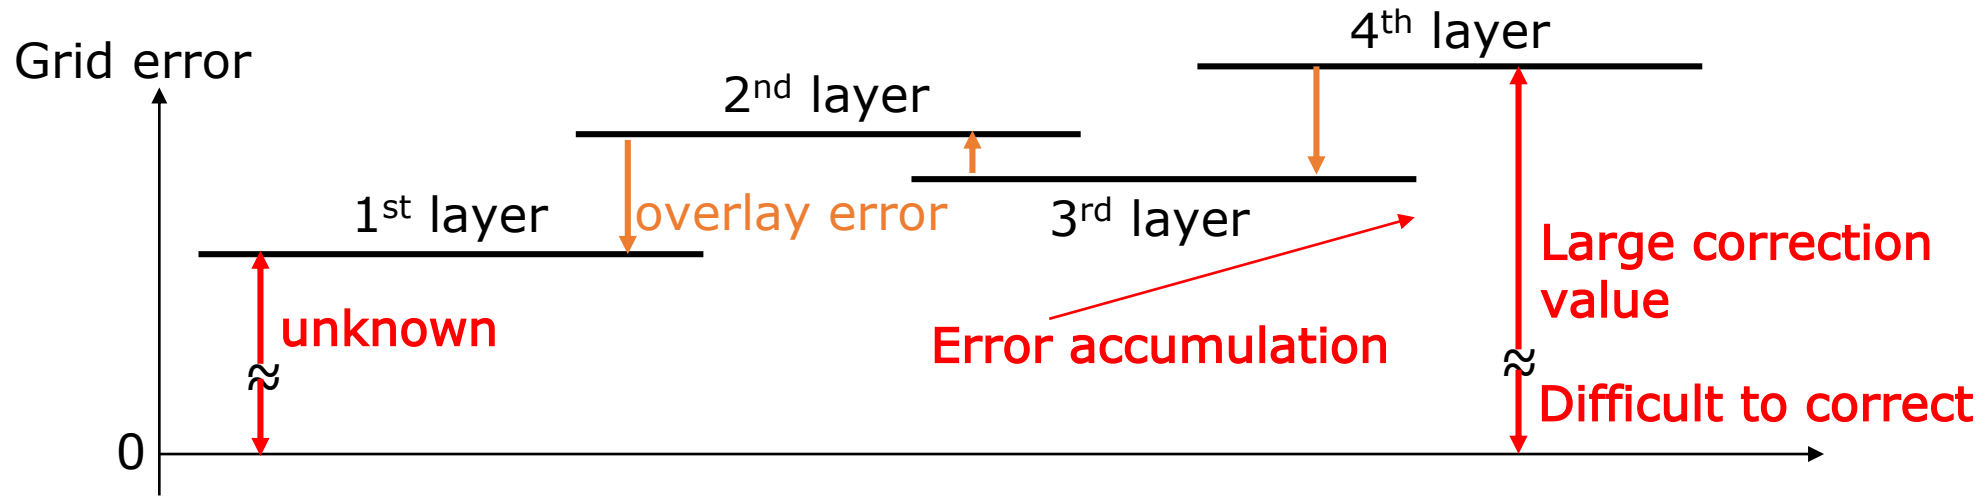 Grid error
4th layer
2nd layer
1st layer
overlay error
3rd layer
unknown
Error accumulation
Large correction
value
Difficult to correct
0